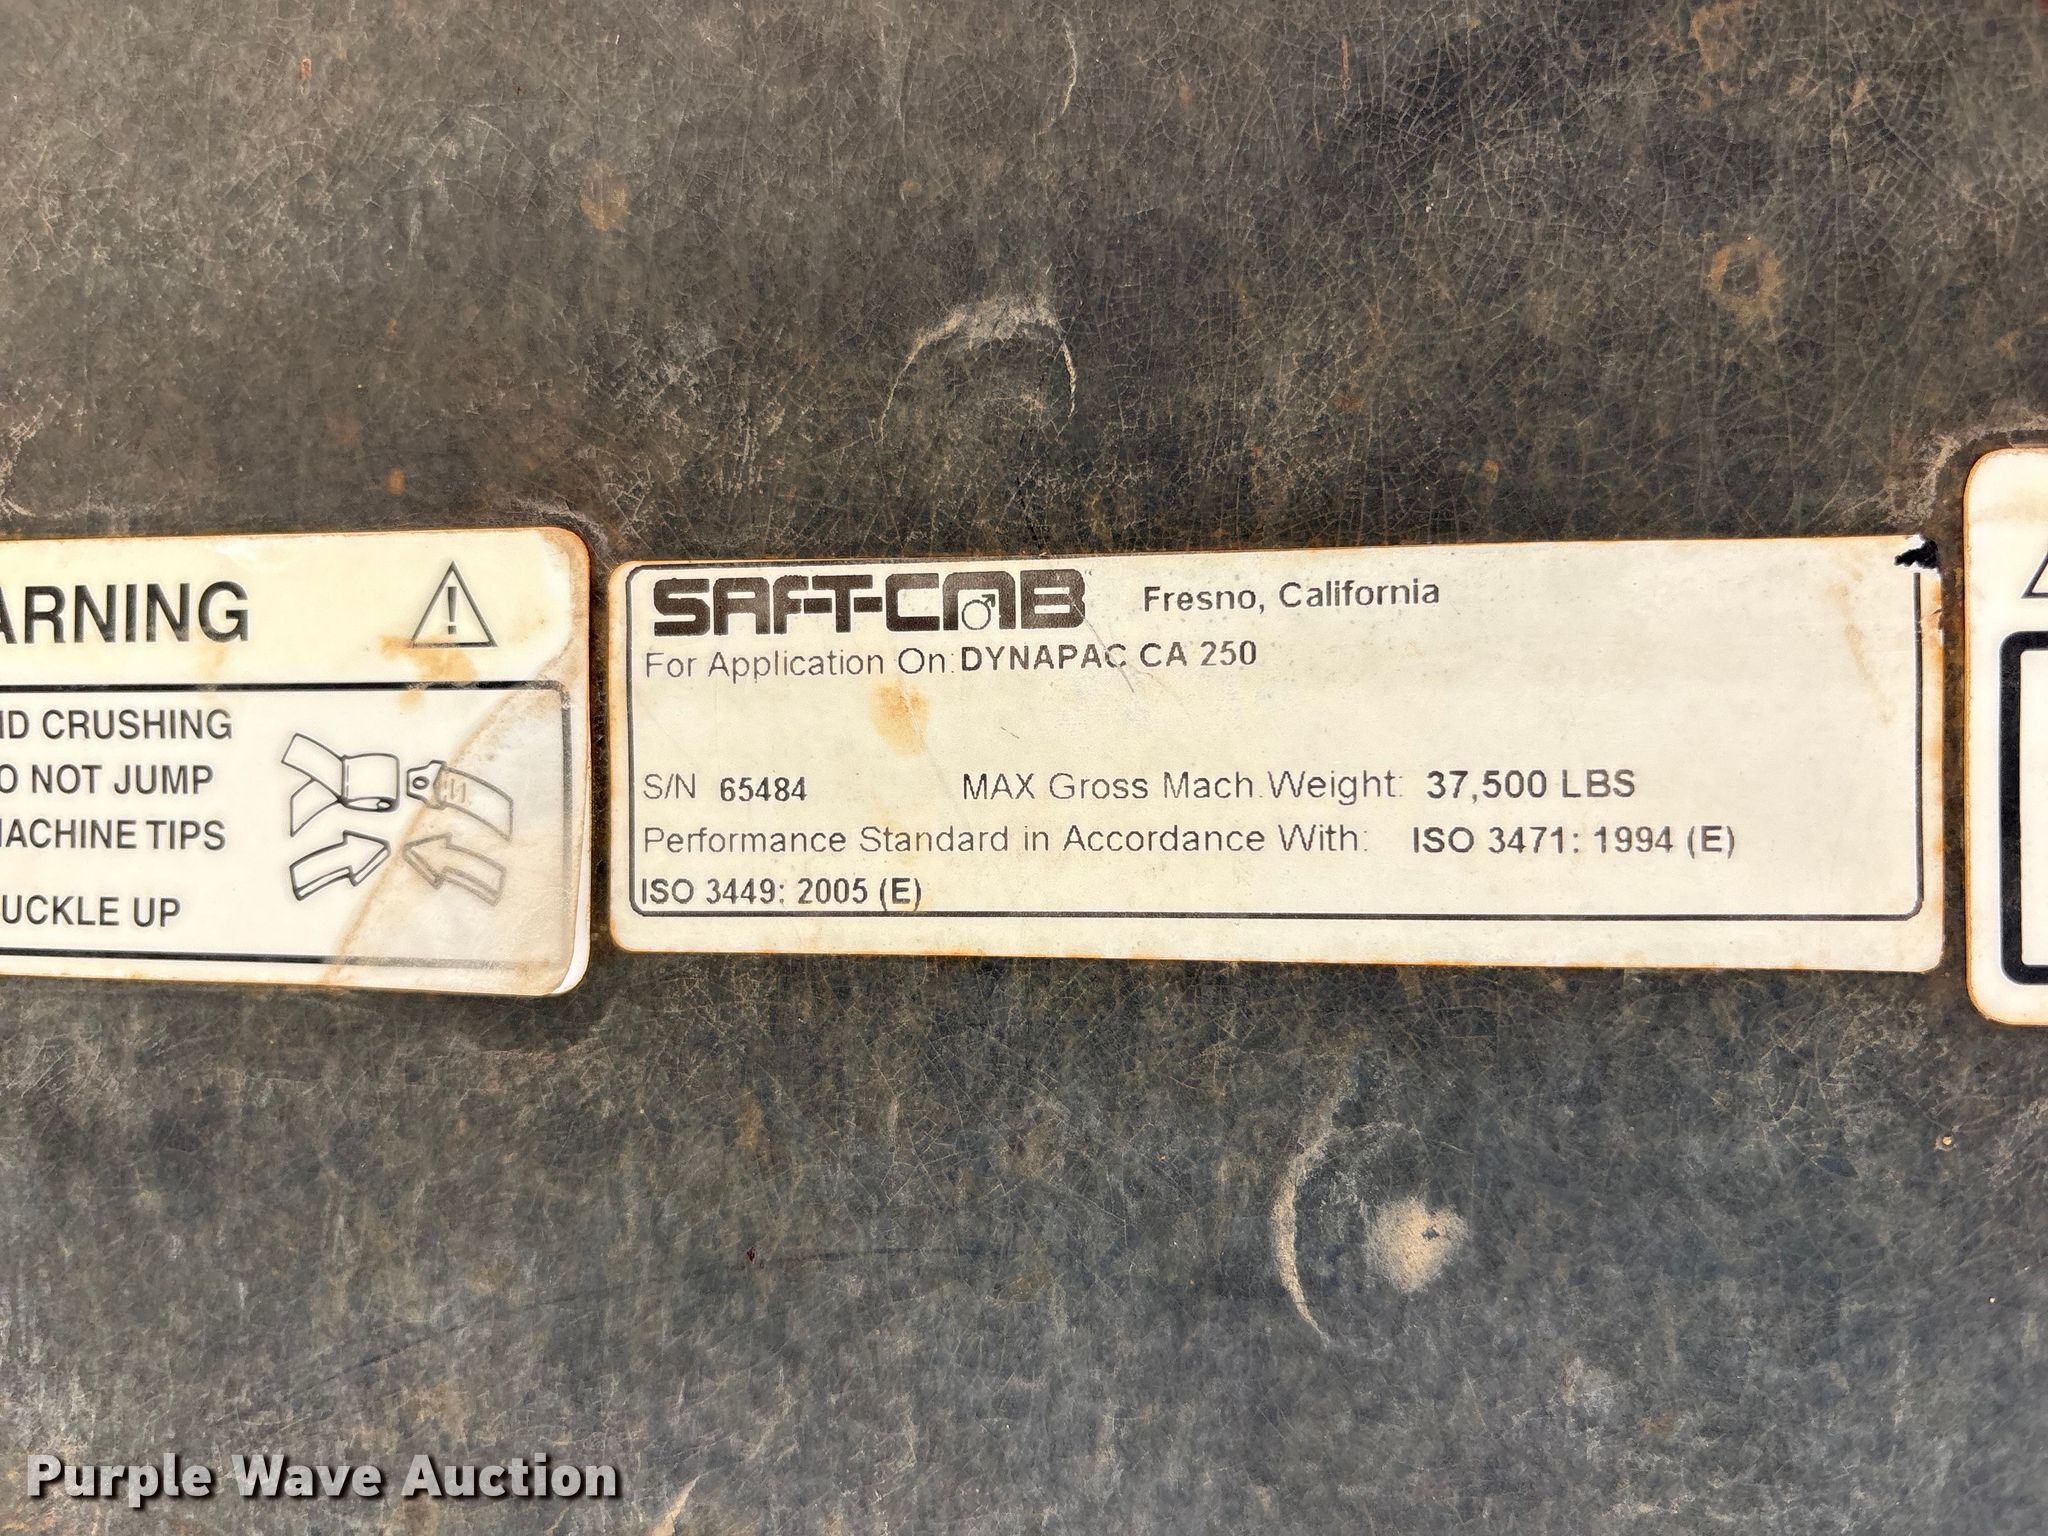 ARNING
ND CRUSHING
O NOT JUMP
MACHINE TIPS
UCKLE UP
SAFT-CAB Fresno, California
For Application On: DYNAPAC CA 250
S/N 65484 MAX Gross Mach. Weight: 37,500 LBS
Performance Standard in Accordance With: ISO 3471: 1994 (E)
ISO 3449: 2005 (E)
Purple Wave Auction